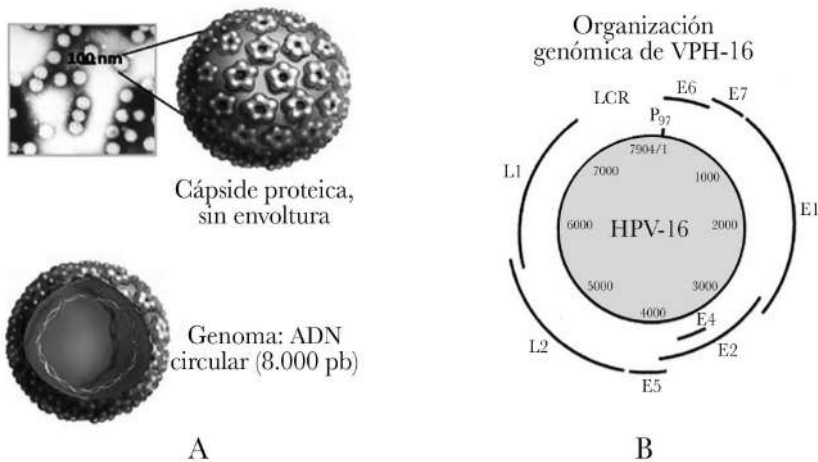 100 nm
Cápside proteica,
sin envoltura
Genoma: ADN
circular (8.000 pb)
A
Organización
genómica de VPH-16
LCR
E6
E7
P97
7904/1
1000
2000
3000
4000
5000
6000
7000
HPV-16
L1
E1
E4
E2
L2
E5
B